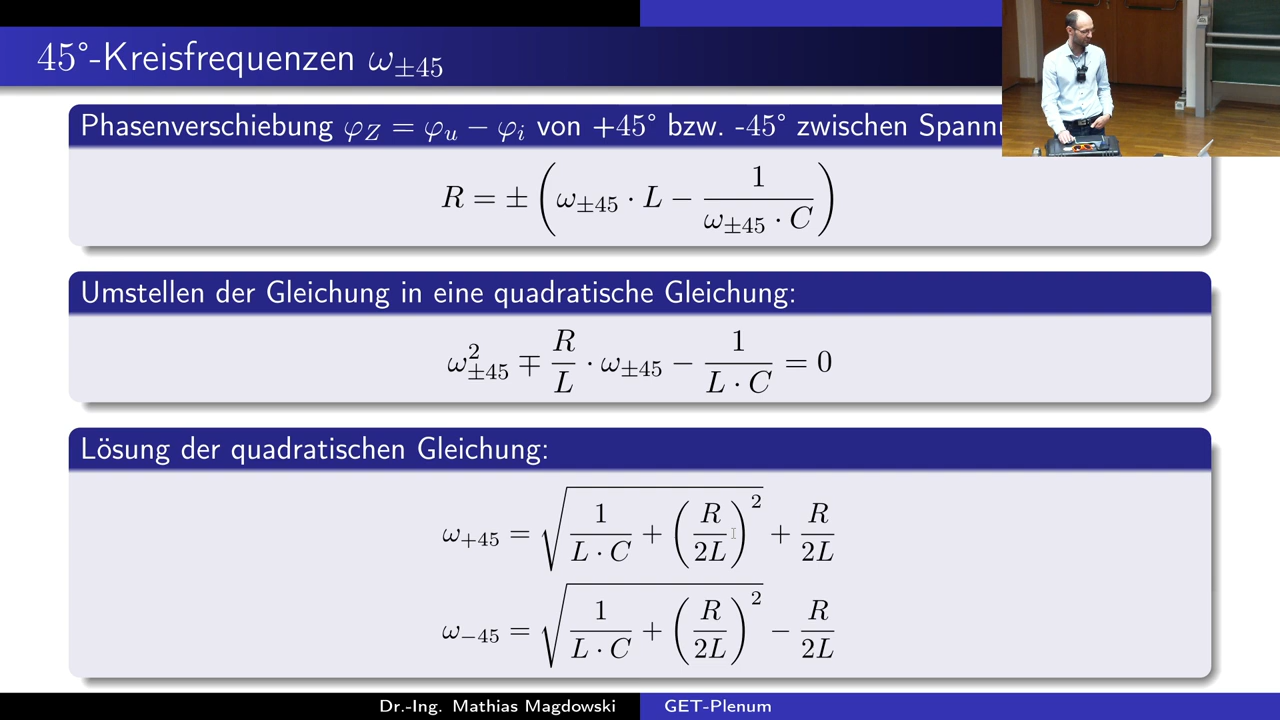 45°-Kreisfrequenzen ω±45
Phasenverschiebung φZ = φu − φi von +45° bzw. -45° zwischen
R = ± (ω±45 · L − 1/(ω±45 · C))
Umstellen der Gleichung in eine quadratische Gleichung:
ω²±45 ∓ R/L · ω±45 − 1/(L · C) = 0
Lösung der quadratischen Gleichung:
ω+45 = √(1/(L · C) + (R/2L)²) + R/2L
ω−45 = √(1/(L · C) + (R/2L)²) − R/2L
Dr.-Ing. Mathias Magdowski GET-Plenum